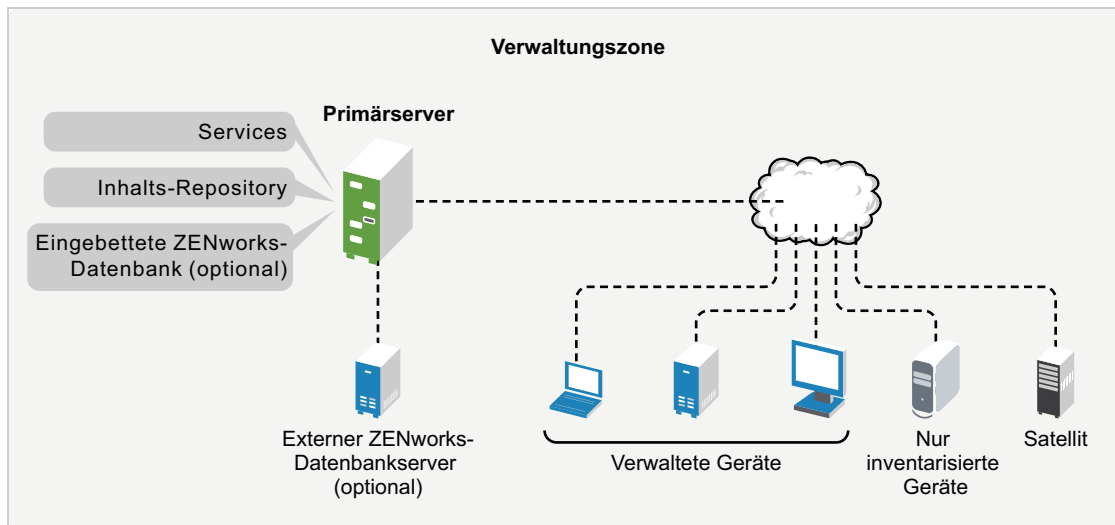 Verwaltungszone
Primärserver
Services
Inhalts-Repository
Eingebettete ZENworks-
Datenbank (optional)
Externer ZENworks-
Datenbankserver
(optional)
Verwaltete Geräte
Nur
inventarisierte
Geräte
Satellit